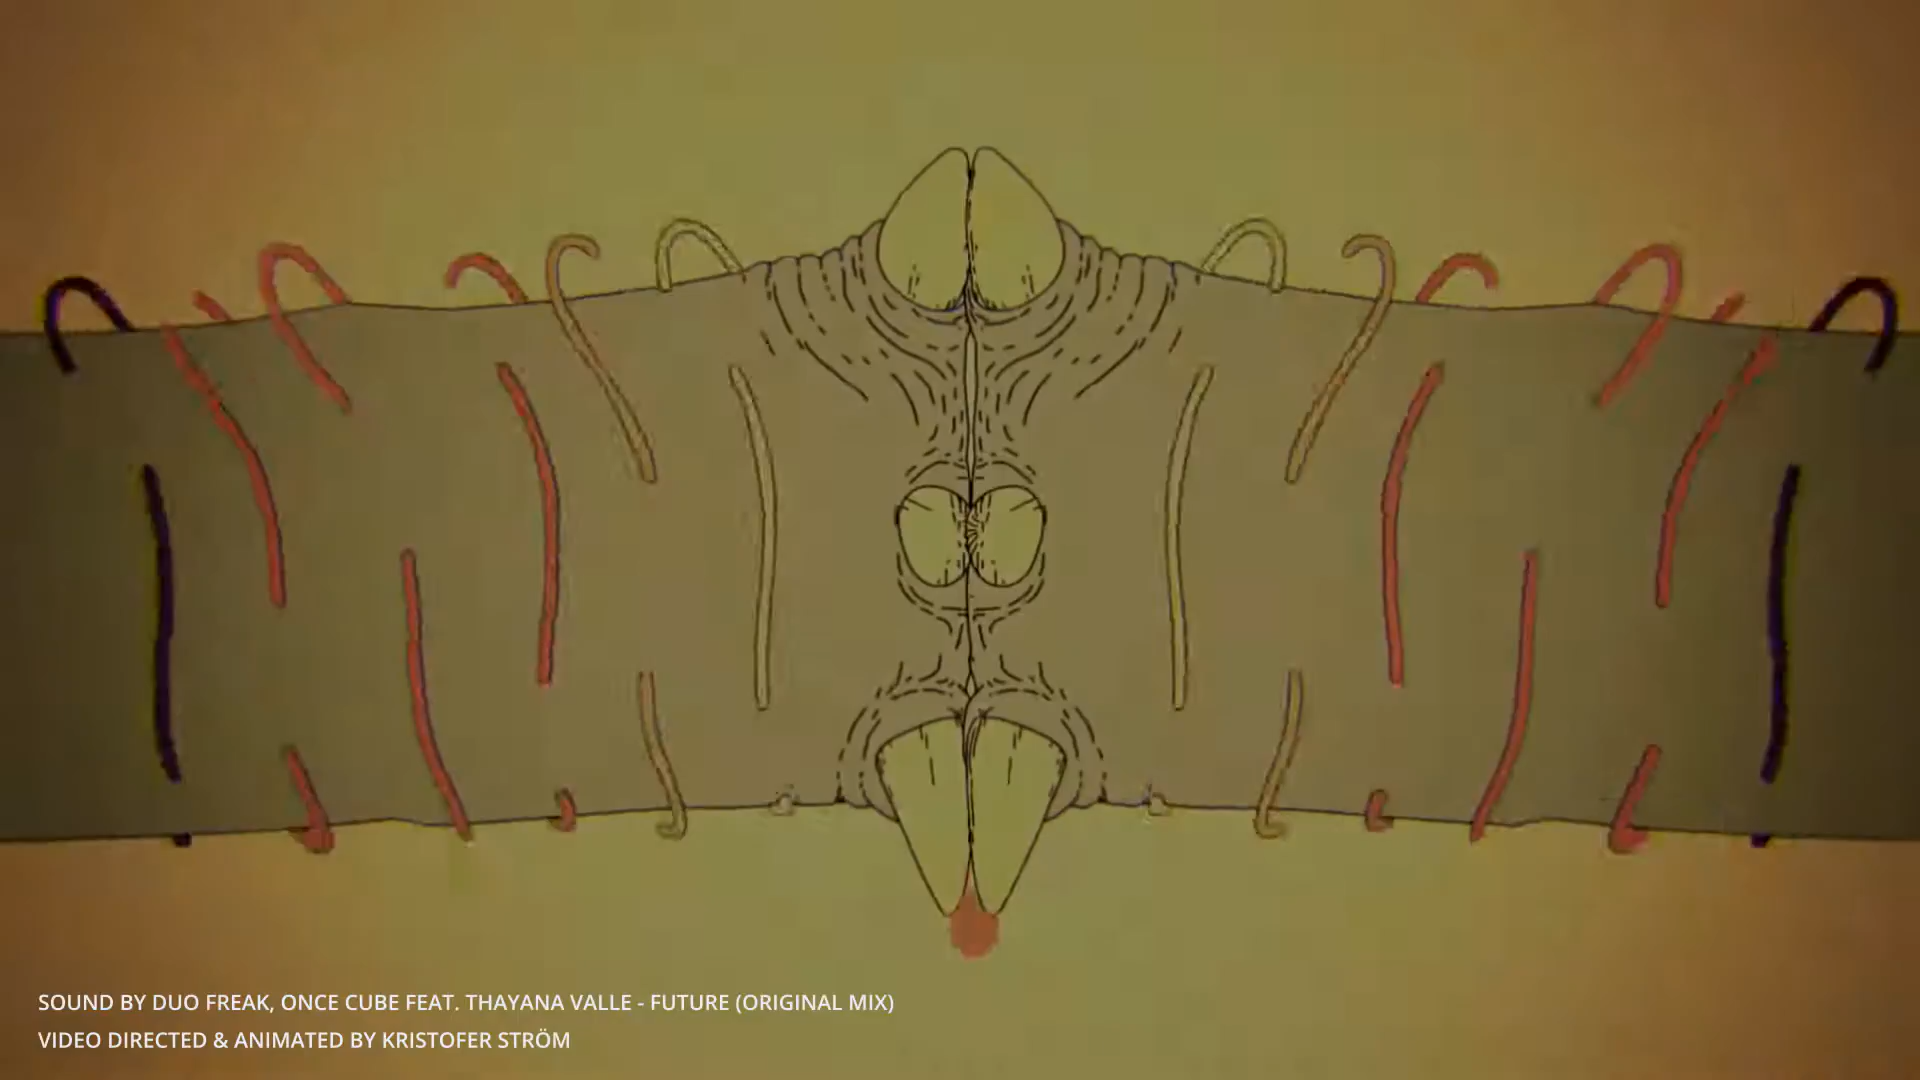 SOUND BY DUO FREAK, ONCE CUBE FEAT. THAYANA VALLE - FUTURE (ORIGINAL MIX)
VIDEO DIRECTED & ANIMATED BY KRISTOFER STRÖM